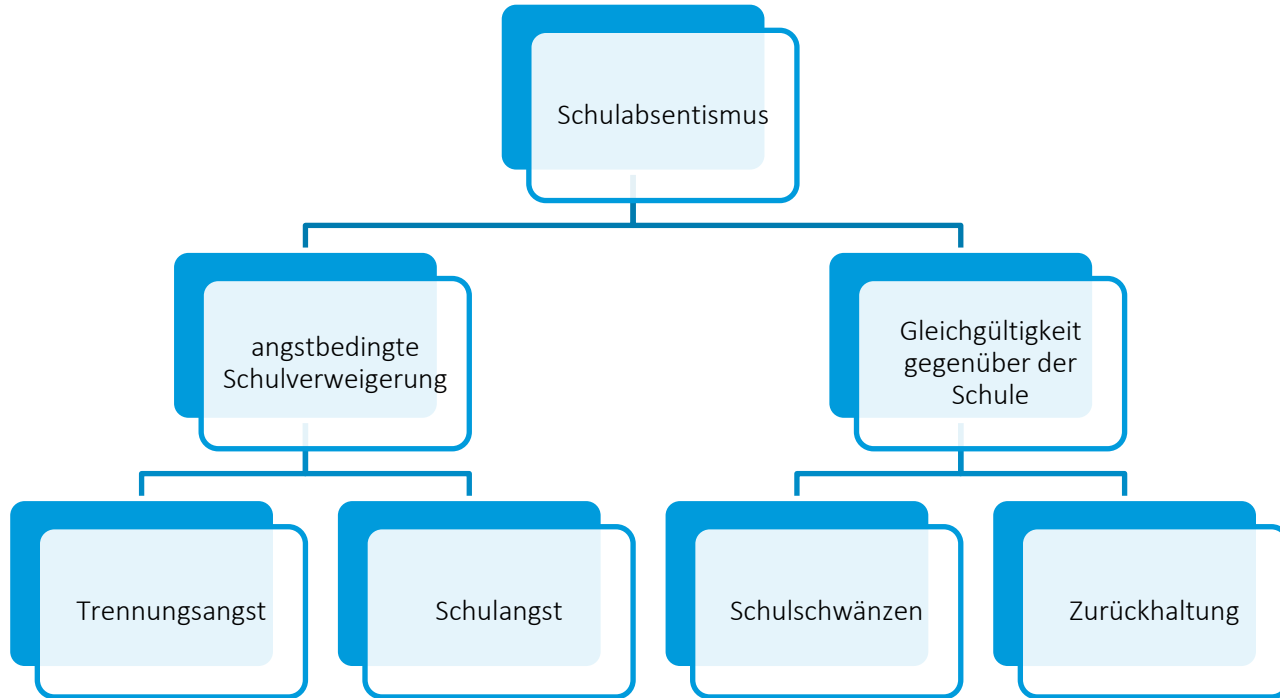 Schulabsentismus
angstbedingte
Schulverweigerung
Gleichgültigkeit
gegenüber der
Schule
Trennungsangst
Schulangst
Schulschwänzen
Zurückhaltung